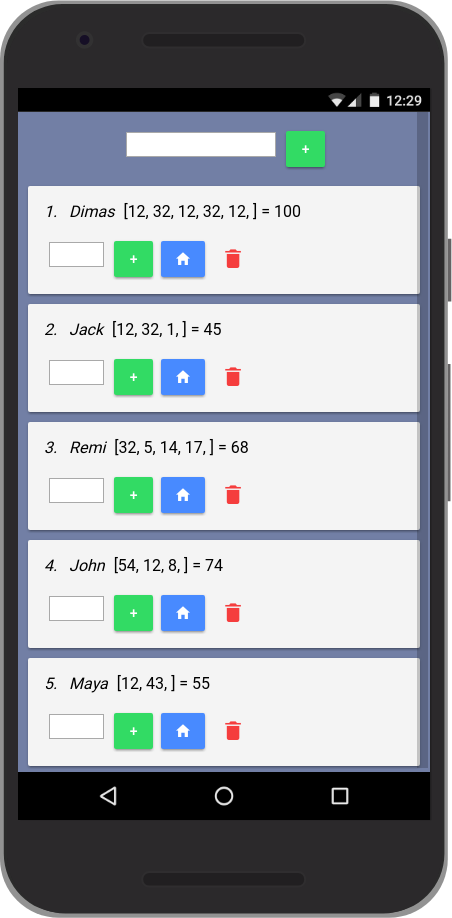 12:29
+
1. Dimas [12, 32, 12, 32, 12, ] = 100
+
2. Jack [12, 32, 1, ] = 45
+
3. Remi [32, 5, 14, 17, ] = 68
+
4. John [54, 12, 8, ] = 74
+
5. Maya [12, 43, ] = 55
+